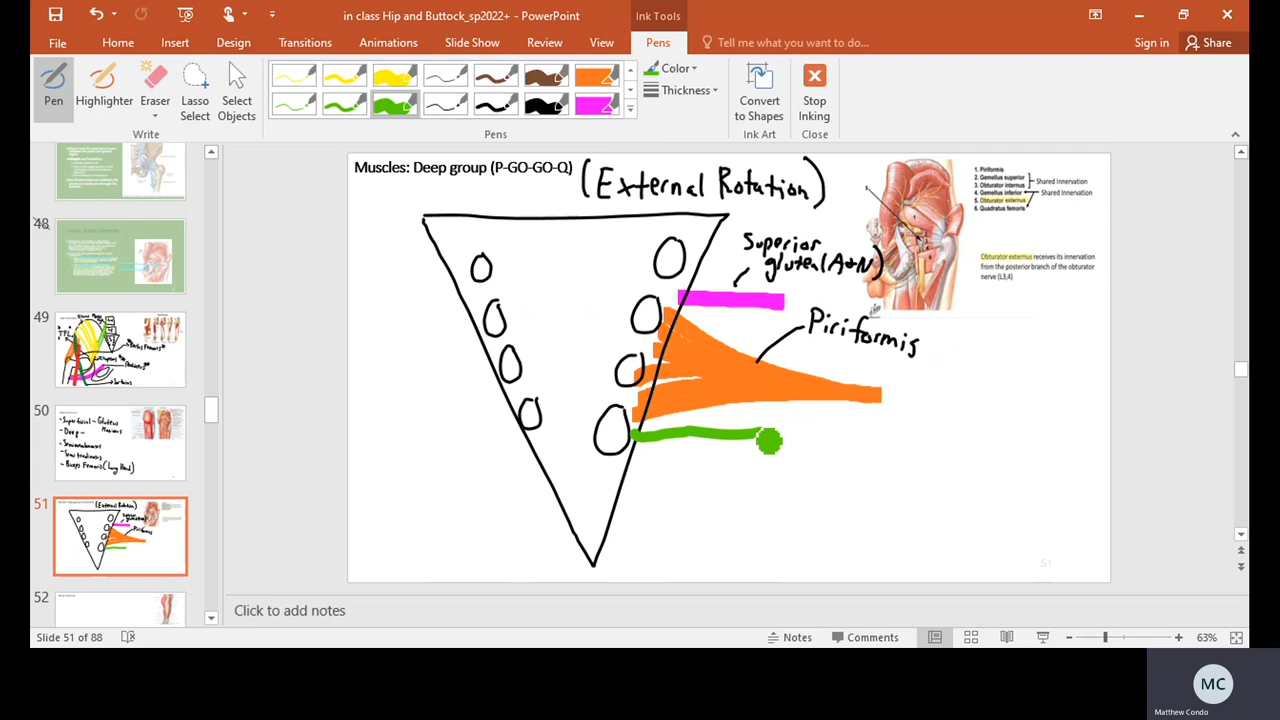 in class Hip and Buttock_sp2022+ - PowerPoint
Ink Tools
File
Home
Insert
Design
Transitions
Animations
Slide Show
Review
View
Pens
Tell me what you want to do...
Sign in
Share
Pen
Highlighter
Eraser
Lasso
Select
Select
Objects
Color
Thickness
Convert
to Shapes
Stop
Inking
Write
Pens
Ink Art
Close
48
49
50
51
52
Muscles: Deep group (P-GO-GO-Q)
(External Rotation)
Superior
gluteal (A+N)
Piriformis
1. Piriformis
2. Gemellus superior
3. Obturator internus
4. Gemellus inferior
5. Obturator externus
6. Quadratus femoris
Shared Innervation
Shared Innervation
Obturator externus receives its innervation
from the posterior branch of the obturator
nerve (L3,4)
51
Click to add notes
Slide 51 of 88
Notes
Comments
63%
MC
Matthew Condo